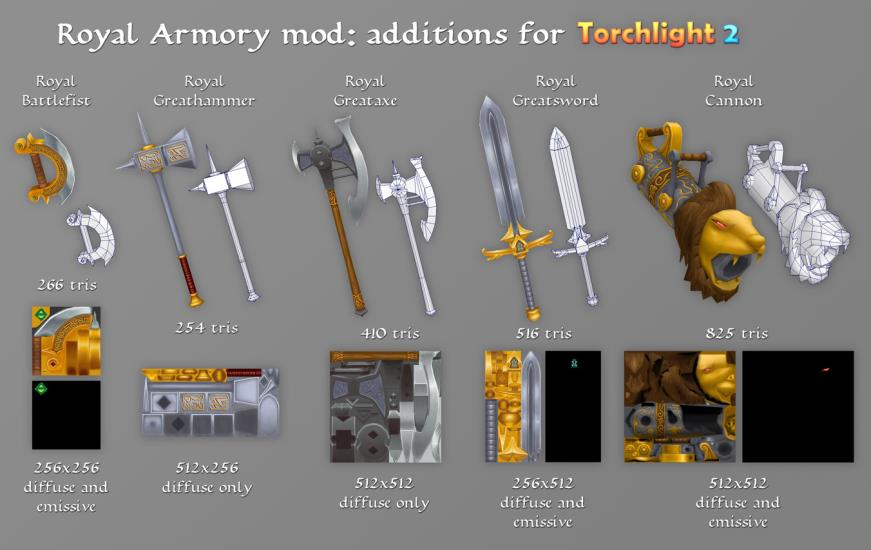 Royal Armory mod: additions for Torchlight 2
Royal
Battlefist
Royal
Greathammer
Royal
Greataxe
Royal
Greatsword
Royal
Cannon
266 tris
254 tris
410 tris
516 tris
825 tris
256x256
diffuse and
emissive
512x256
diffuse only
512x512
diffuse only
256x512
diffuse and
emissive
512x512
diffuse and
emissive